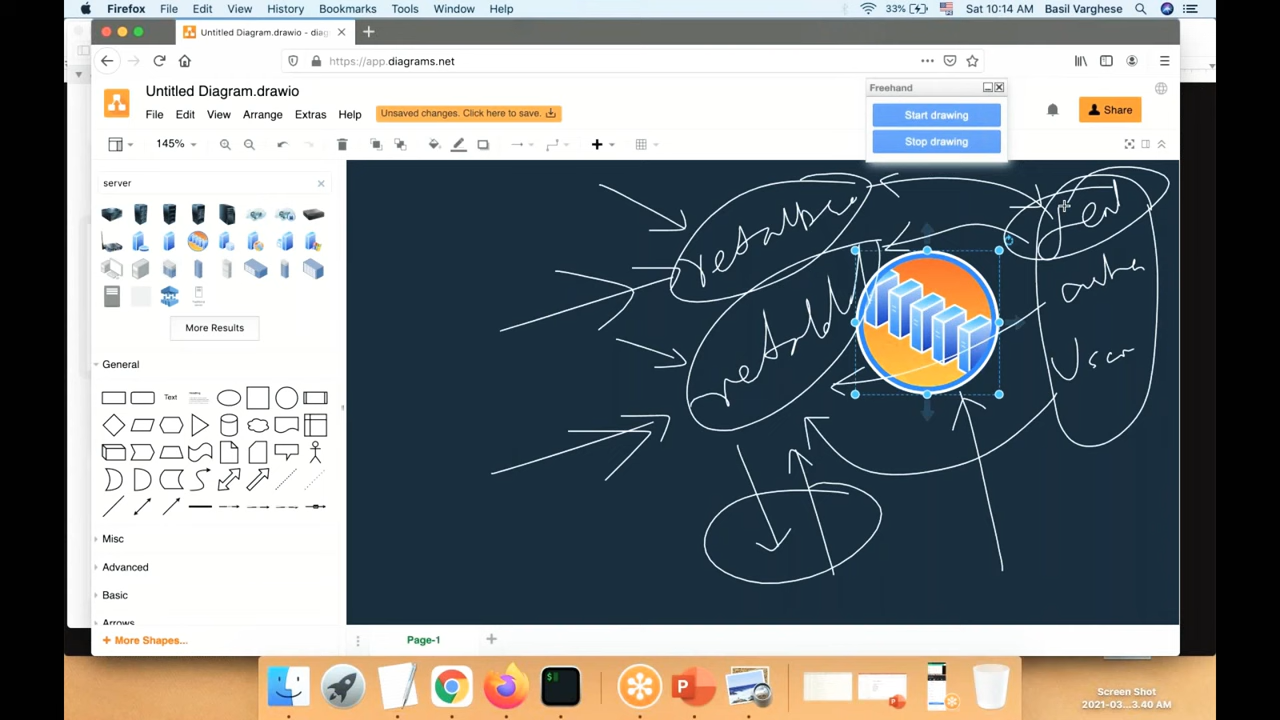 Firefox File Edit View History Bookmarks Tools Window Help 33% Sat 10:14 AM Basil Varghese
Untitled Diagram.drawio - diag
https://app.diagrams.net
Untitled Diagram.drawio
File Edit View Arrange Extras Help
Unsaved changes. Click here to save.
Freehand
Start drawing
Stop drawing
Share
145%
server
More Results
General
Text
Heading
Misc
Advanced
Basic
Arrows
+ More Shapes...
Page-1
User
$
P
Screen Shot
2021-03...3.40 AM